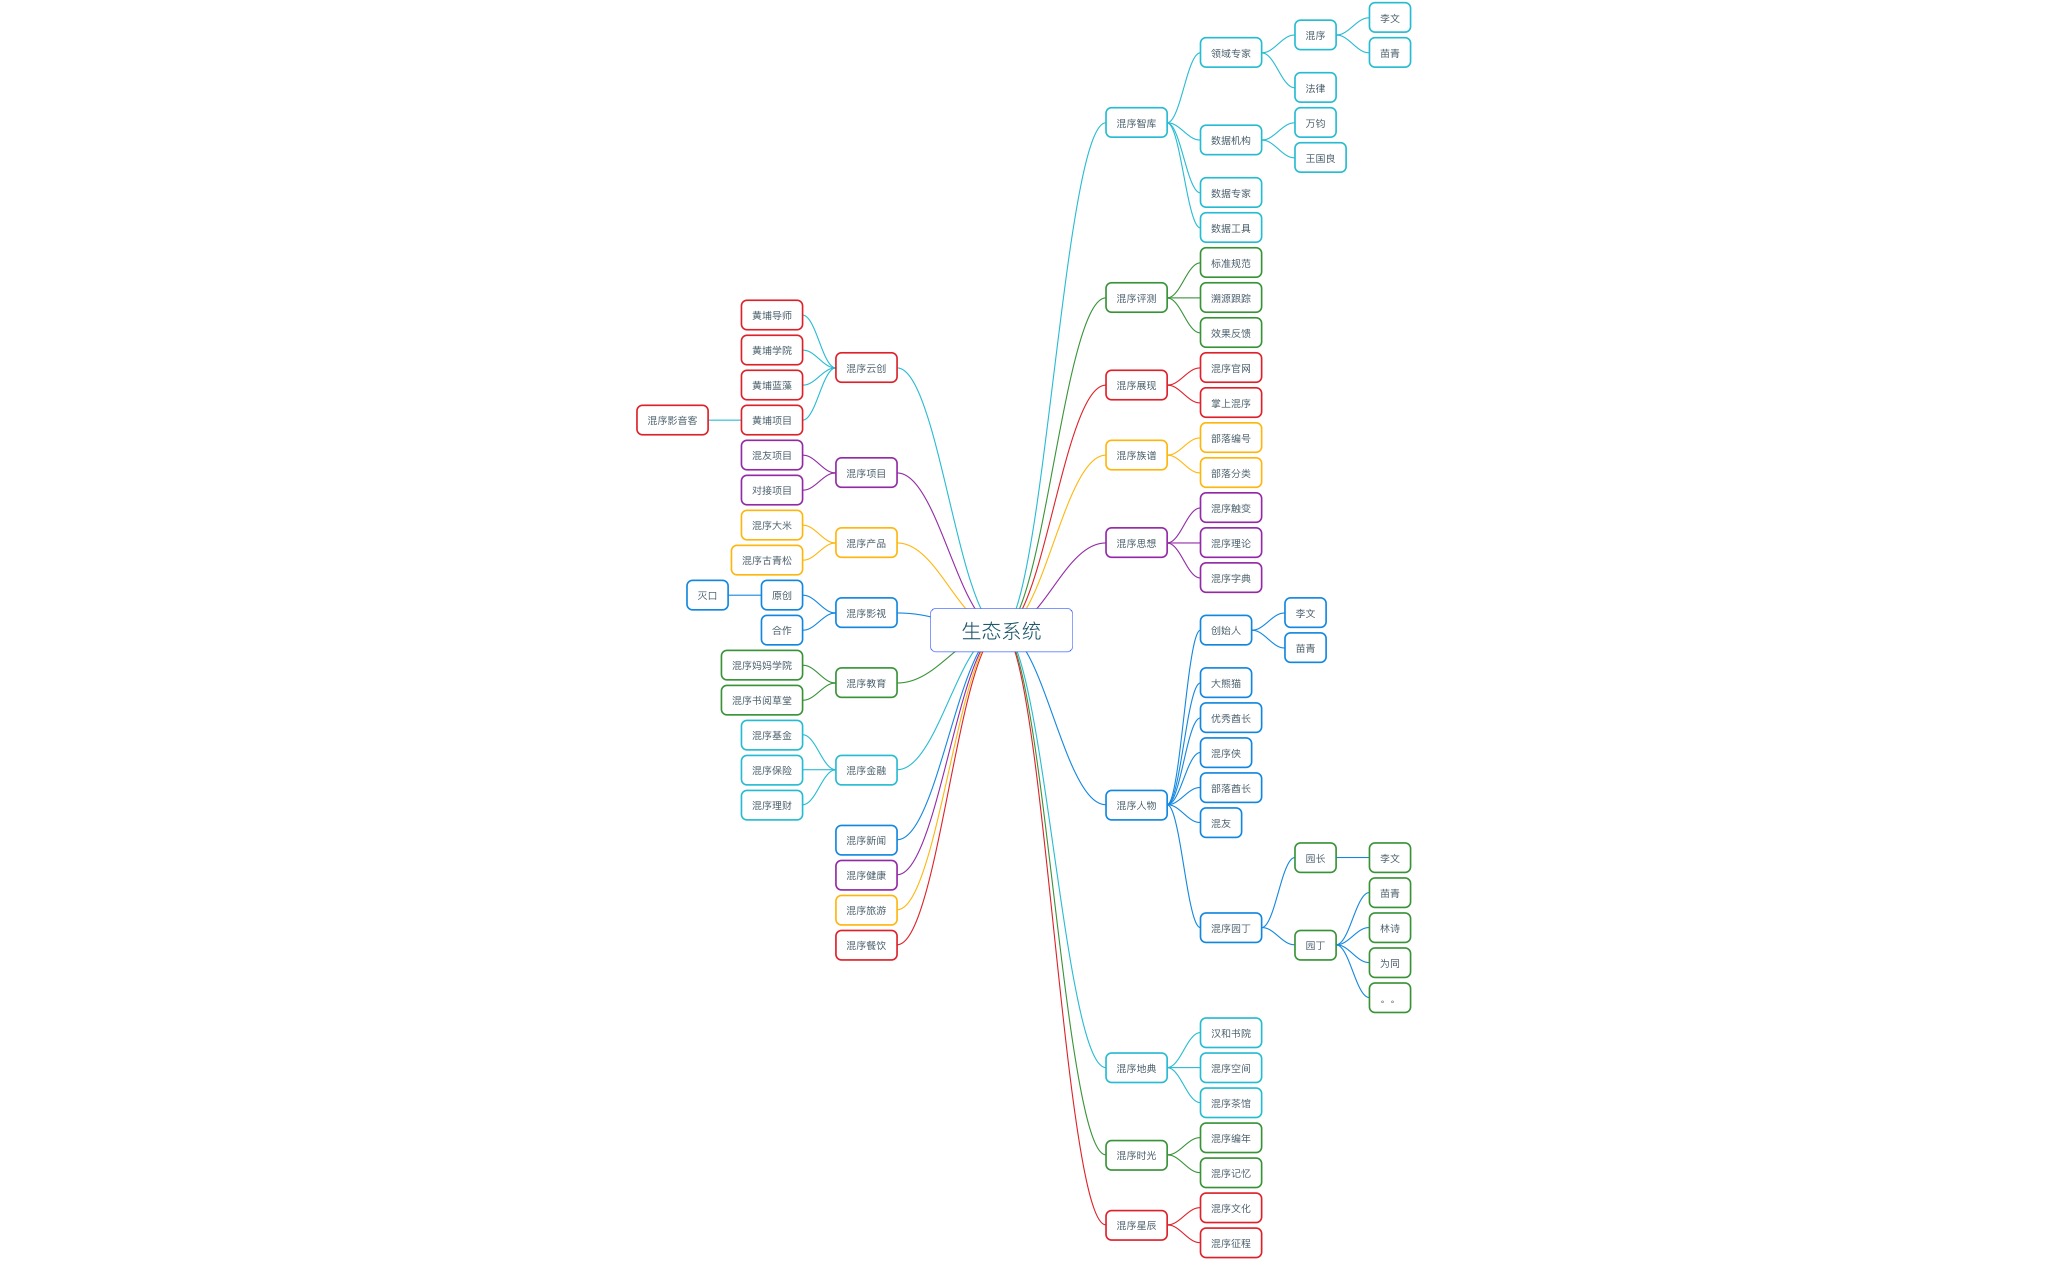 生态系统
混序智库
领域专家
混序
李文
苗青
法律
数据机构
万钧
王国良
数据专家
数据工具
混序评测
标准规范
溯源跟踪
效果反馈
混序展现
混序官网
掌上混序
混序族谱
部落编号
部落分类
混序思想
混序触变
混序理论
混序字典
混序人物
创始人
李文
苗青
大熊猫
优秀酋长
混序侠
部落酋长
混友
混序园丁
园长
李文
园丁
苗青
林诗
为同
。。
混序地典
汉和书院
混序空间
混序茶馆
混序时光
混序编年
混序记忆
混序星辰
混序文化
混序征程
混序云创
黄埔导师
黄埔学院
黄埔蓝藻
黄埔项目
混序影音客
混序项目
混友项目
对接项目
混序产品
混序大米
混序古青松
混序影视
原创
灭口
合作
混序教育
混序妈妈学院
混序书阅草堂
混序金融
混序基金
混序保险
混序理财
混序新闻
混序健康
混序旅游
混序餐饮